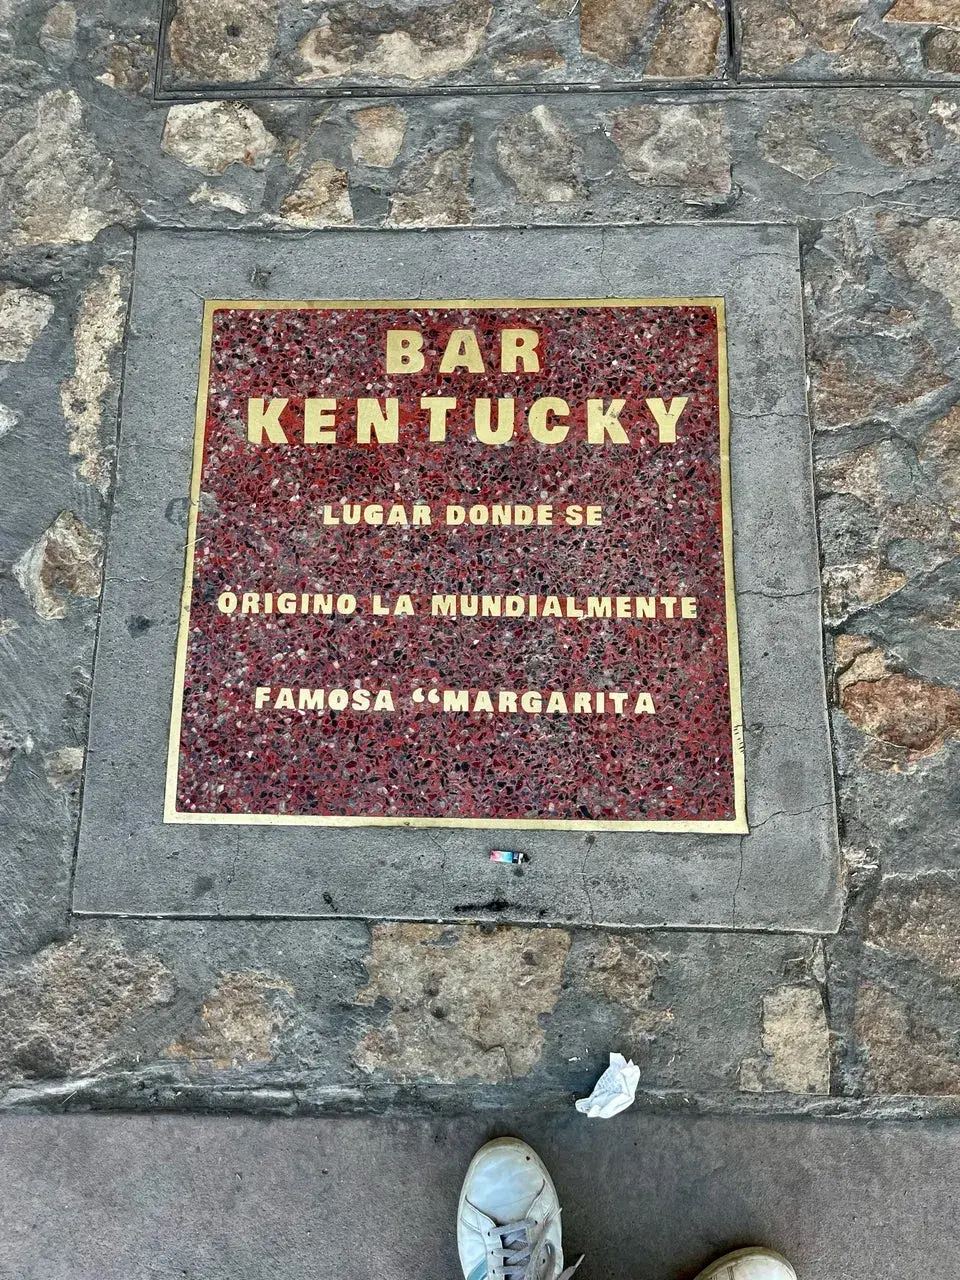 BAR
KENTUCKY
LUGAR DONDE SE
ORIGINO LA MUNDIALMENTE
FAMOSA “MARGARITA